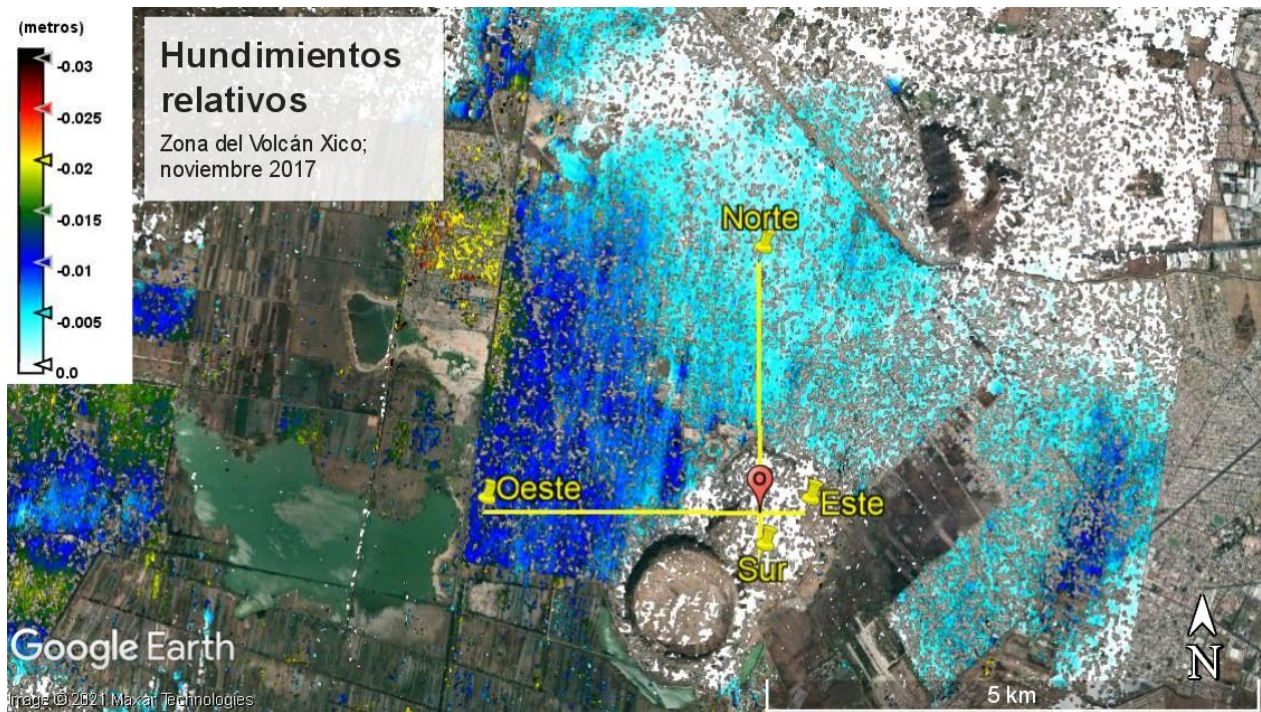 (metros)
-0.03
-0.025
-0.02
-0.015
-0.01
-0.005
0.0
Hundimientos
relativos
Zona del Volcán Xico;
noviembre 2017
Norte
O
Oeste
Este
Sur
Google Earth
Image © 2021 Maxar Technologies
N
5 km